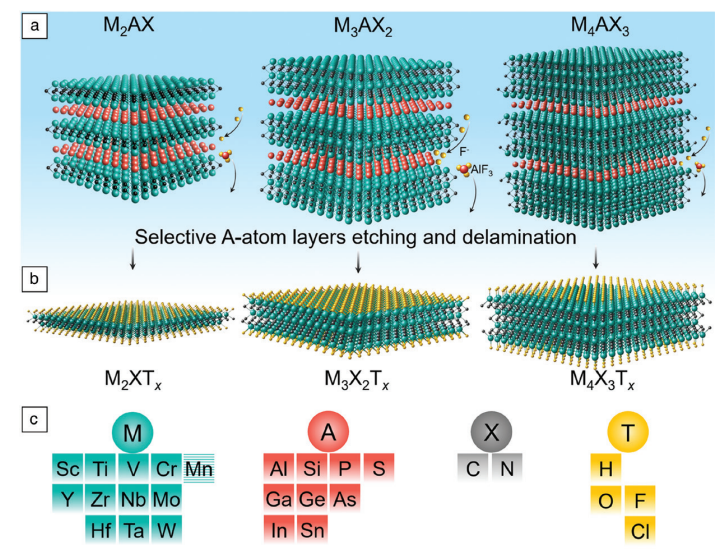 a
M₂AX M₃AX₂ M₄AX₃
F⁻
AlF₃
Selective A-atom layers etching and delamination
b
M₂XTₓ M₃X₂Tₓ M₄X₃Tₓ
c
M A X T
Sc Ti V Cr Mn Al Si P S C N H
Y Zr Nb Mo Ga Ge As O F
Hf Ta W In Sn Cl